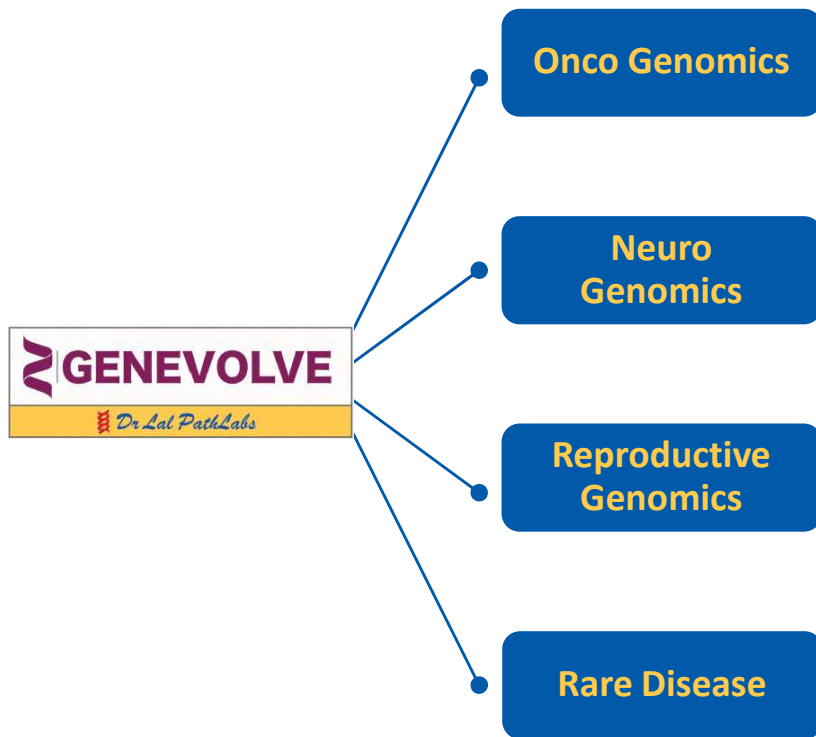 Onco Genomics
Neuro
Genomics
GENEVOLVE
Dr Lal PathLabs
Reproductive
Genomics
Rare Disease